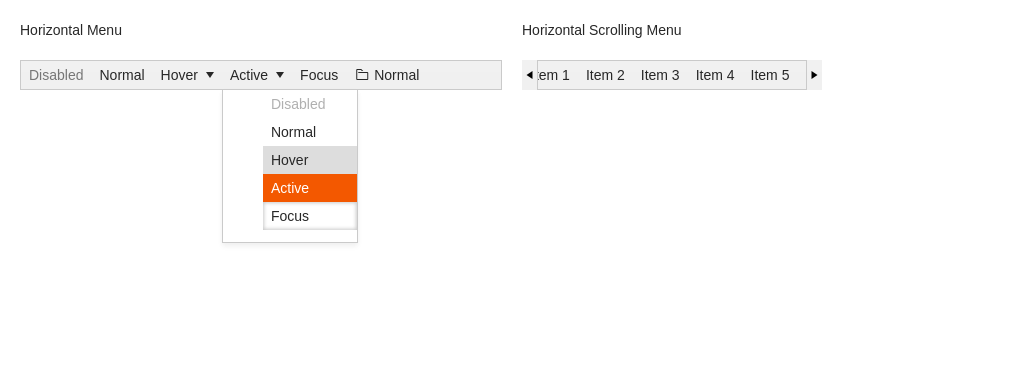 Horizontal Menu
Disabled Normal Hover Active Focus Normal
Disabled
Normal
Hover
Active
Focus
Horizontal Scrolling Menu
em 1 Item 2 Item 3 Item 4 Item 5